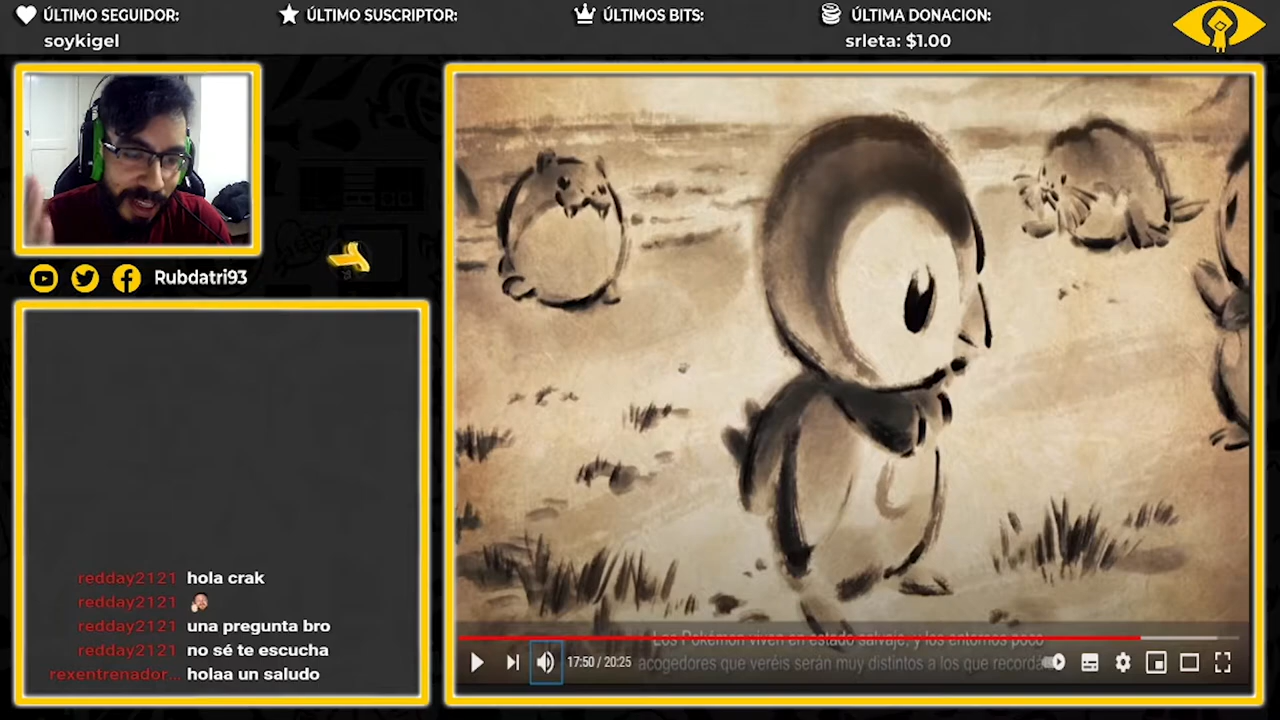 ÚLTIMO SEGUIDOR:
soykigel
ÚLTIMO SUSCRIPTOR:
ÚLTIMOS BITS:
ÚLTIMA DONACION:
srleta: $1.00
Rubdatri93
redday2121 hola crak
redday2121
redday2121 una pregunta bro
redday2121 no sé te escucha
rexentrenador... holaa un saludo
Los Pokémon viven en estado salvaje, y los entornos poco
acogedores que veréis serán muy distintos a los que recordá
17:50 / 20:25